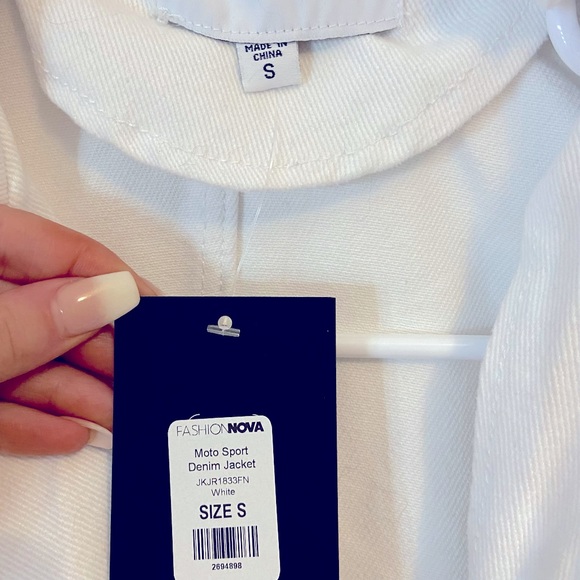 MADE IN
CHINA
S
FASHIONNOVA
Moto Sport
Denim Jacket
JKJR1833FN
White
SIZE S
2694898